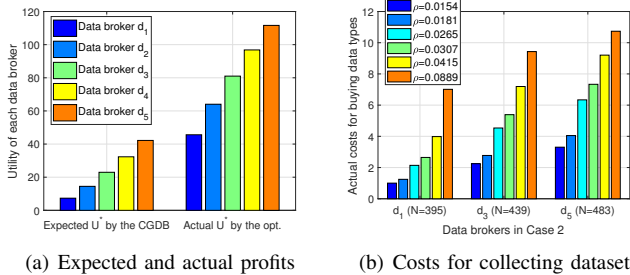 120
100
80
60
40
20
0
Utility of each data broker
Data broker d1
Data broker d2
Data broker d3
Data broker d4
Data broker d5
Expected U* by the CGDB
Actual U* by the opt.
(a) Expected and actual profits
12
10
8
6
4
2
0
Actual costs for buying data types
ρ=0.0154
ρ=0.0181
ρ=0.0265
ρ=0.0307
ρ=0.0415
ρ=0.0889
d1 (N=395)
d3 (N=439)
d5 (N=483)
Data brokers in Case 2
(b) Costs for collecting dataset